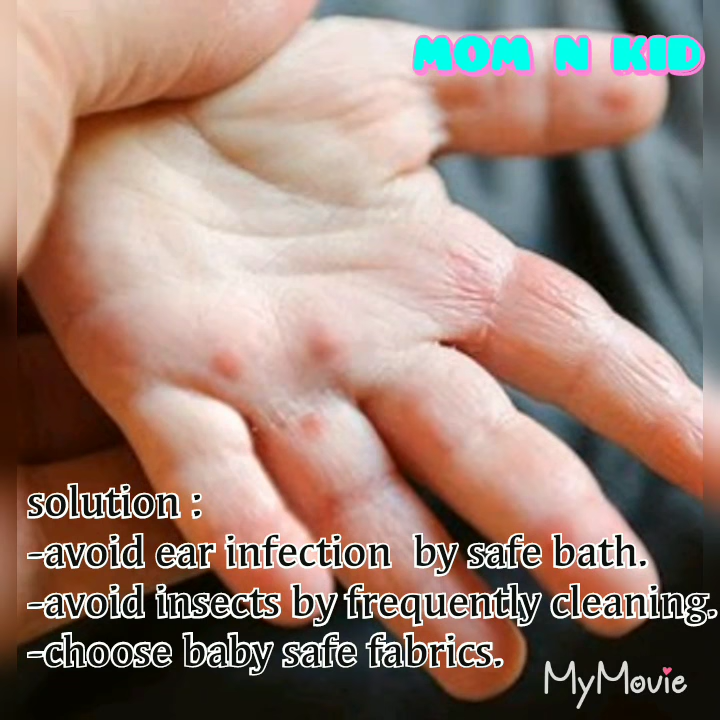 MOM N KID
solution :
-avoid ear infection by safe bath.
-avoid insects by frequently cleaning.
-choose baby safe fabrics.
MyMovie